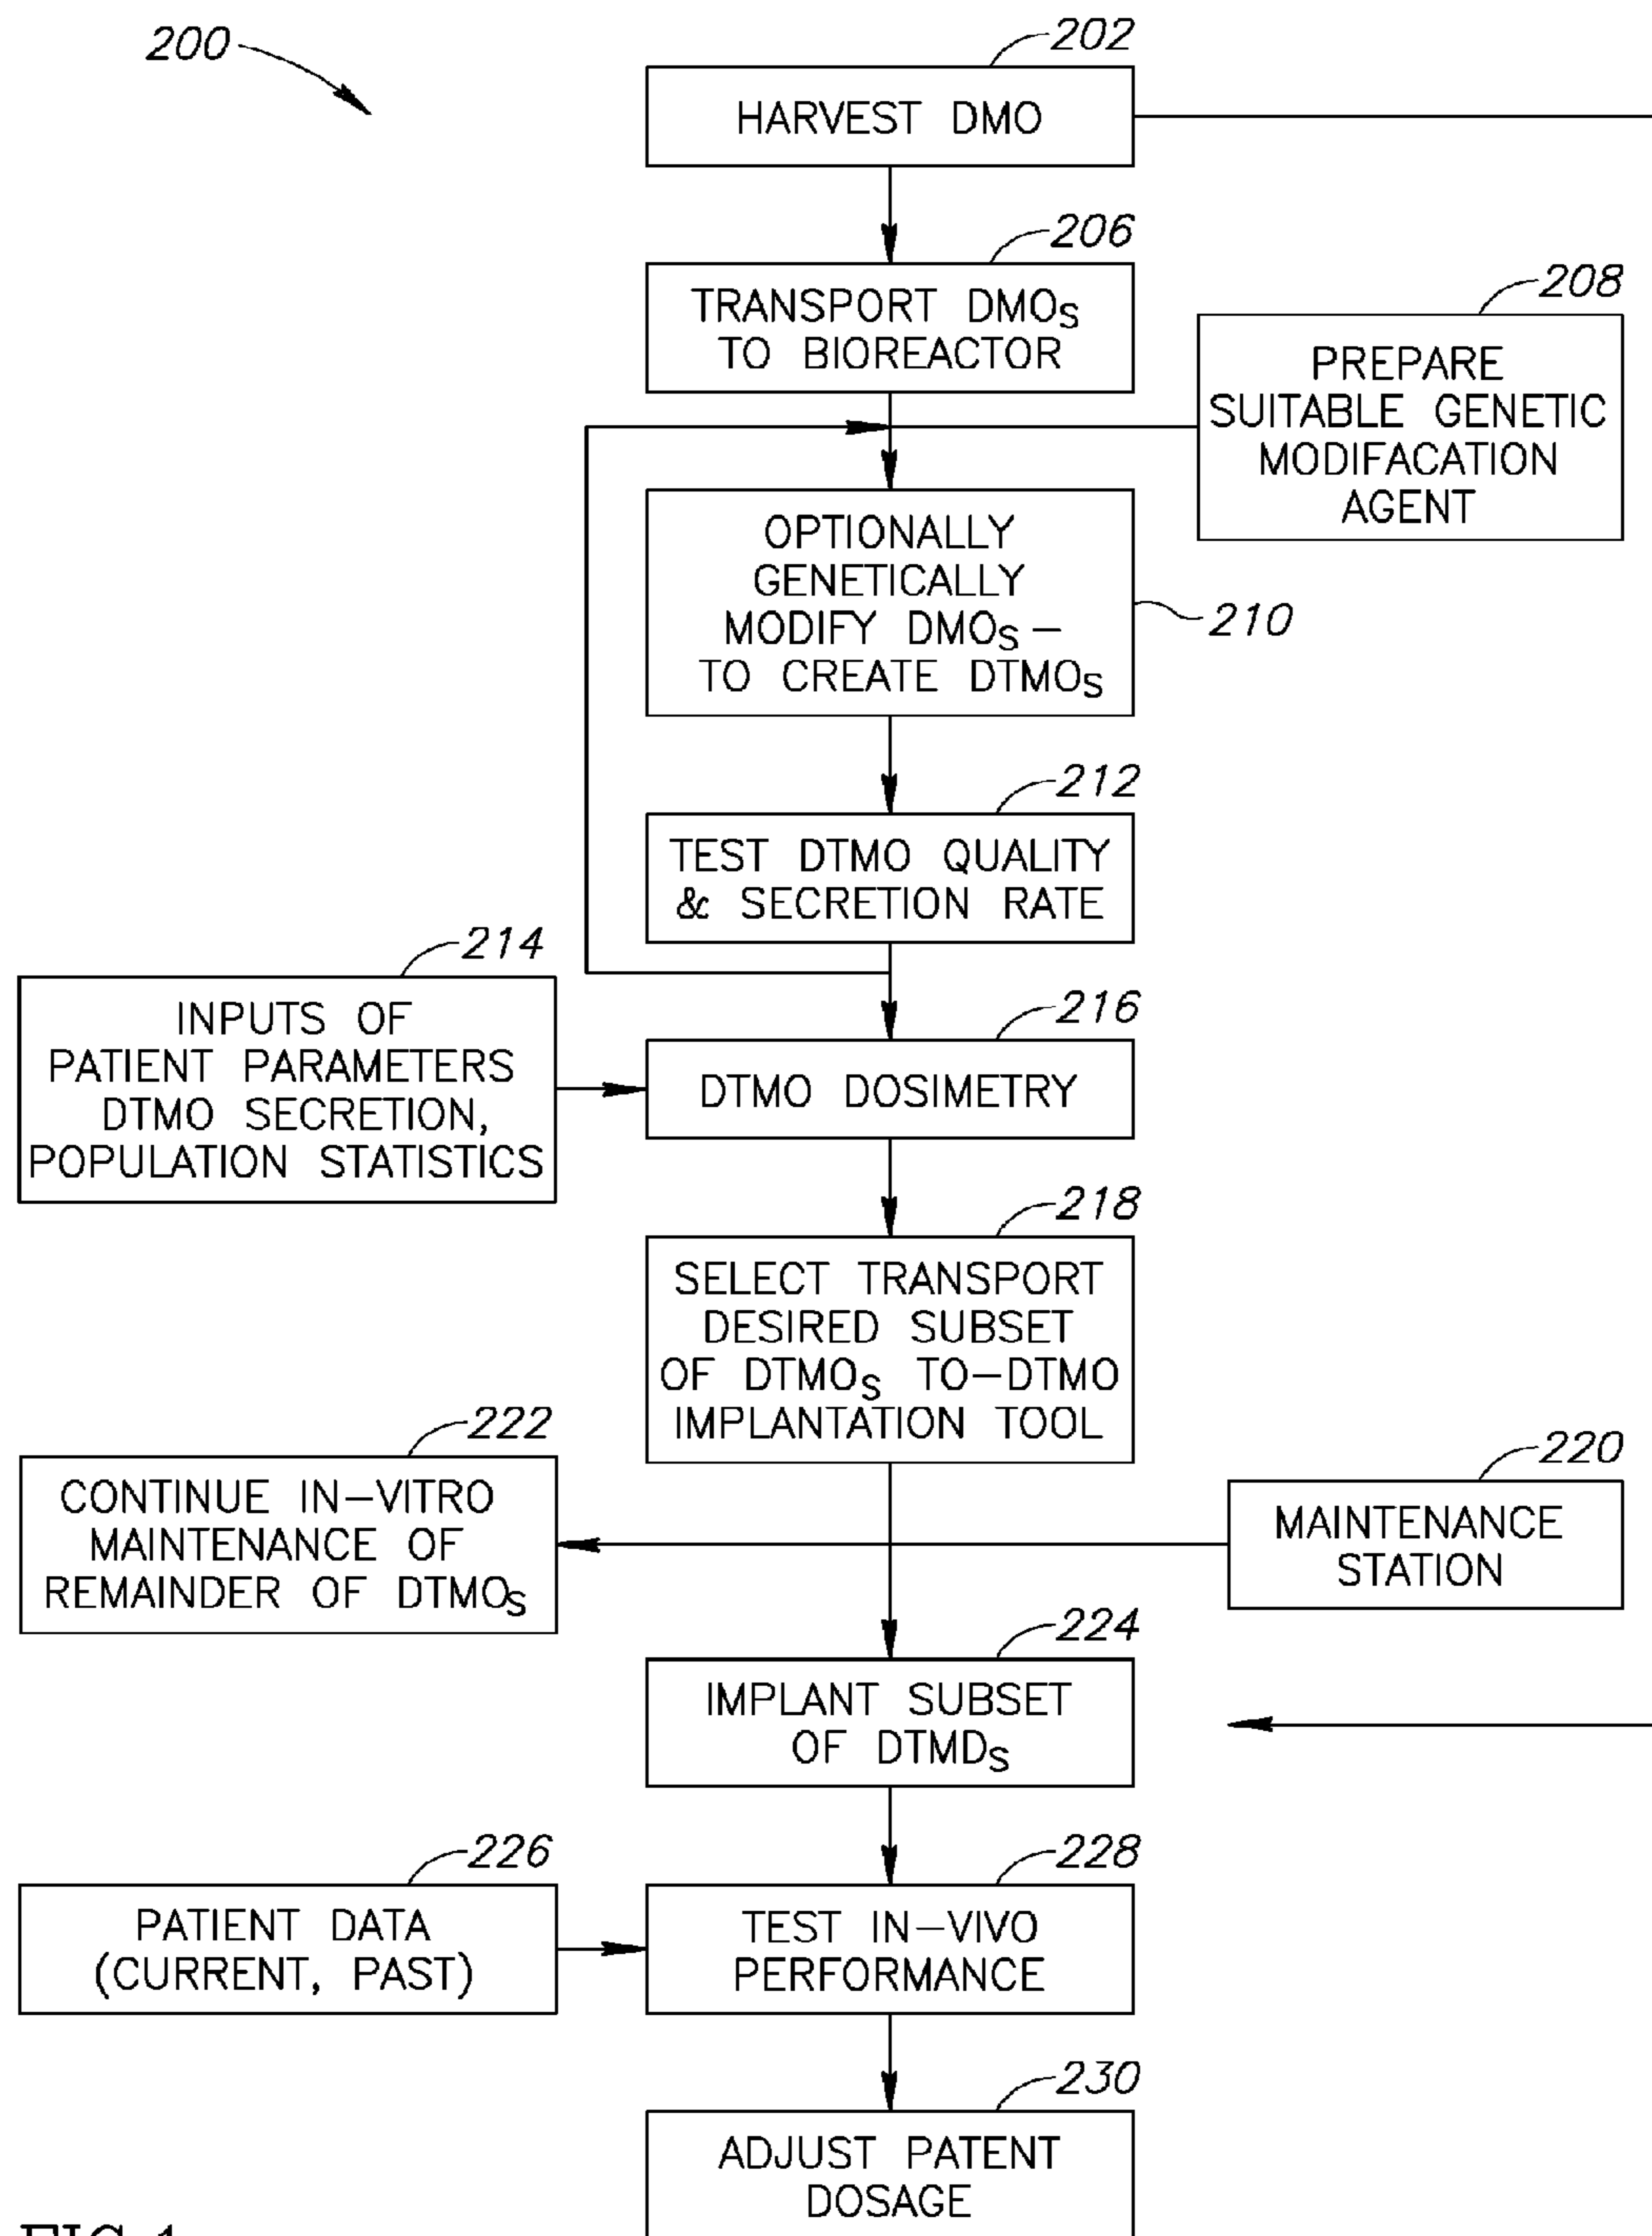 200
202
HARVEST DMO
206
TRANSPORT DMOs
TO BIOREACTOR
208
PREPARE
SUITABLE GENETIC
MODIFACATION
AGENT
OPTIONALLY
GENETICALLY
MODIFY DMOs –
TO CREATE DTMOs
210
212
TEST DTMO QUALITY
& SECRETION RATE
214
INPUTS OF
PATIENT PARAMETERS
DTMO SECRETION,
POPULATION STATISTICS
216
DTMO DOSIMETRY
218
SELECT TRANSPORT
DESIRED SUBSET
OF DTMOs TO–DTMO
IMPLANTATION TOOL
222
CONTINUE IN–VITRO
MAINTENANCE OF
REMAINDER OF DTMOs
220
MAINTENANCE
STATION
224
IMPLANT SUBSET
OF DTMDs
226
PATIENT DATA
(CURRENT, PAST)
228
TEST IN–VIVO
PERFORMANCE
230
ADJUST PATENT
DOSAGE
FIG.1